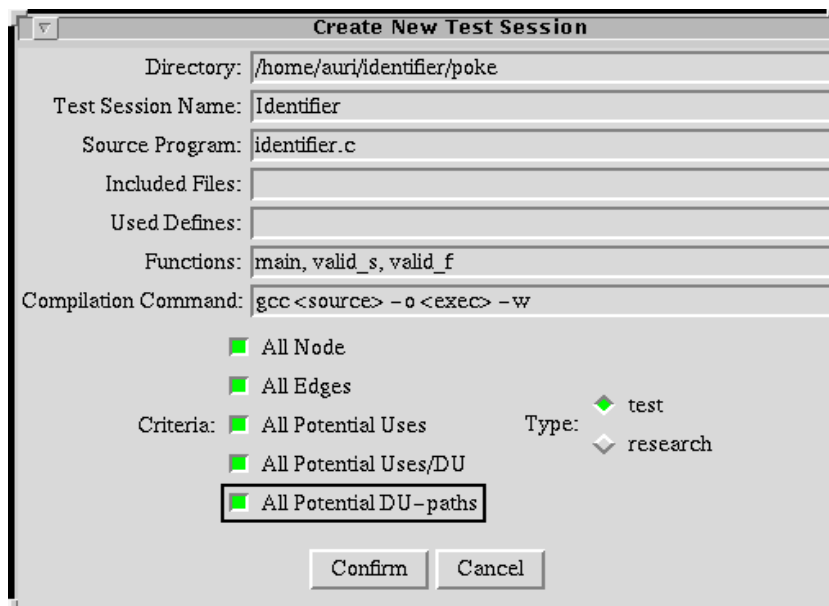 Create New Test Session
Directory: /home/auri/identifier/poke
Test Session Name: Identifier
Source Program: identifier.c
Included Files:
Used Defines:
Functions: main, valid_s, valid_f
Compilation Command: gcc <source> -o <exec> -w
All Node
All Edges
Criteria: All Potential Uses
All Potential Uses/DU
All Potential DU-paths
Type: test
research
Confirm Cancel